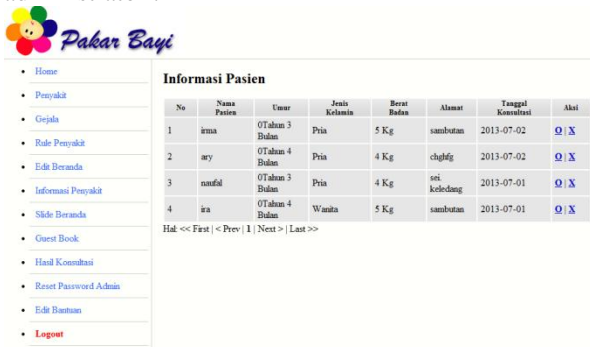 Pakar Bayi
Home
Penyakit
Gejala
Rule Penyakit
Edit Beranda
Informasi Penyakit
Slide Beranda
Guest Book
Hasil Konsultasi
Reset Password Admin
Edit Bantuan
Logout
Informasi Pasien
No Nama Pasien Umur Jenis Kelamin Berat Badan Alamat Tanggal Konsultasi Aksi
1 irma 0Tahun 3 Bulan Pria 5 Kg sambutan 2013-07-02 O | X
2 ary 0Tahun 4 Bulan Pria 4 Kg chghfg 2013-07-02 O | X
3 naufal 0Tahun 3 Bulan Pria 4 Kg sei. keledang 2013-07-01 O | X
4 ira 0Tahun 4 Bulan Wanita 5 Kg sambutan 2013-07-01 O | X
Hal: << First | < Prev | 1 | Next > | Last >>